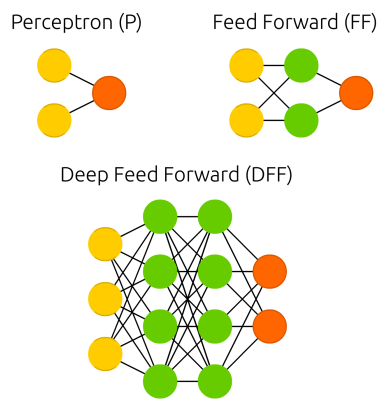 Perceptron (P)
Feed Forward (FF)
Deep Feed Forward (DFF)